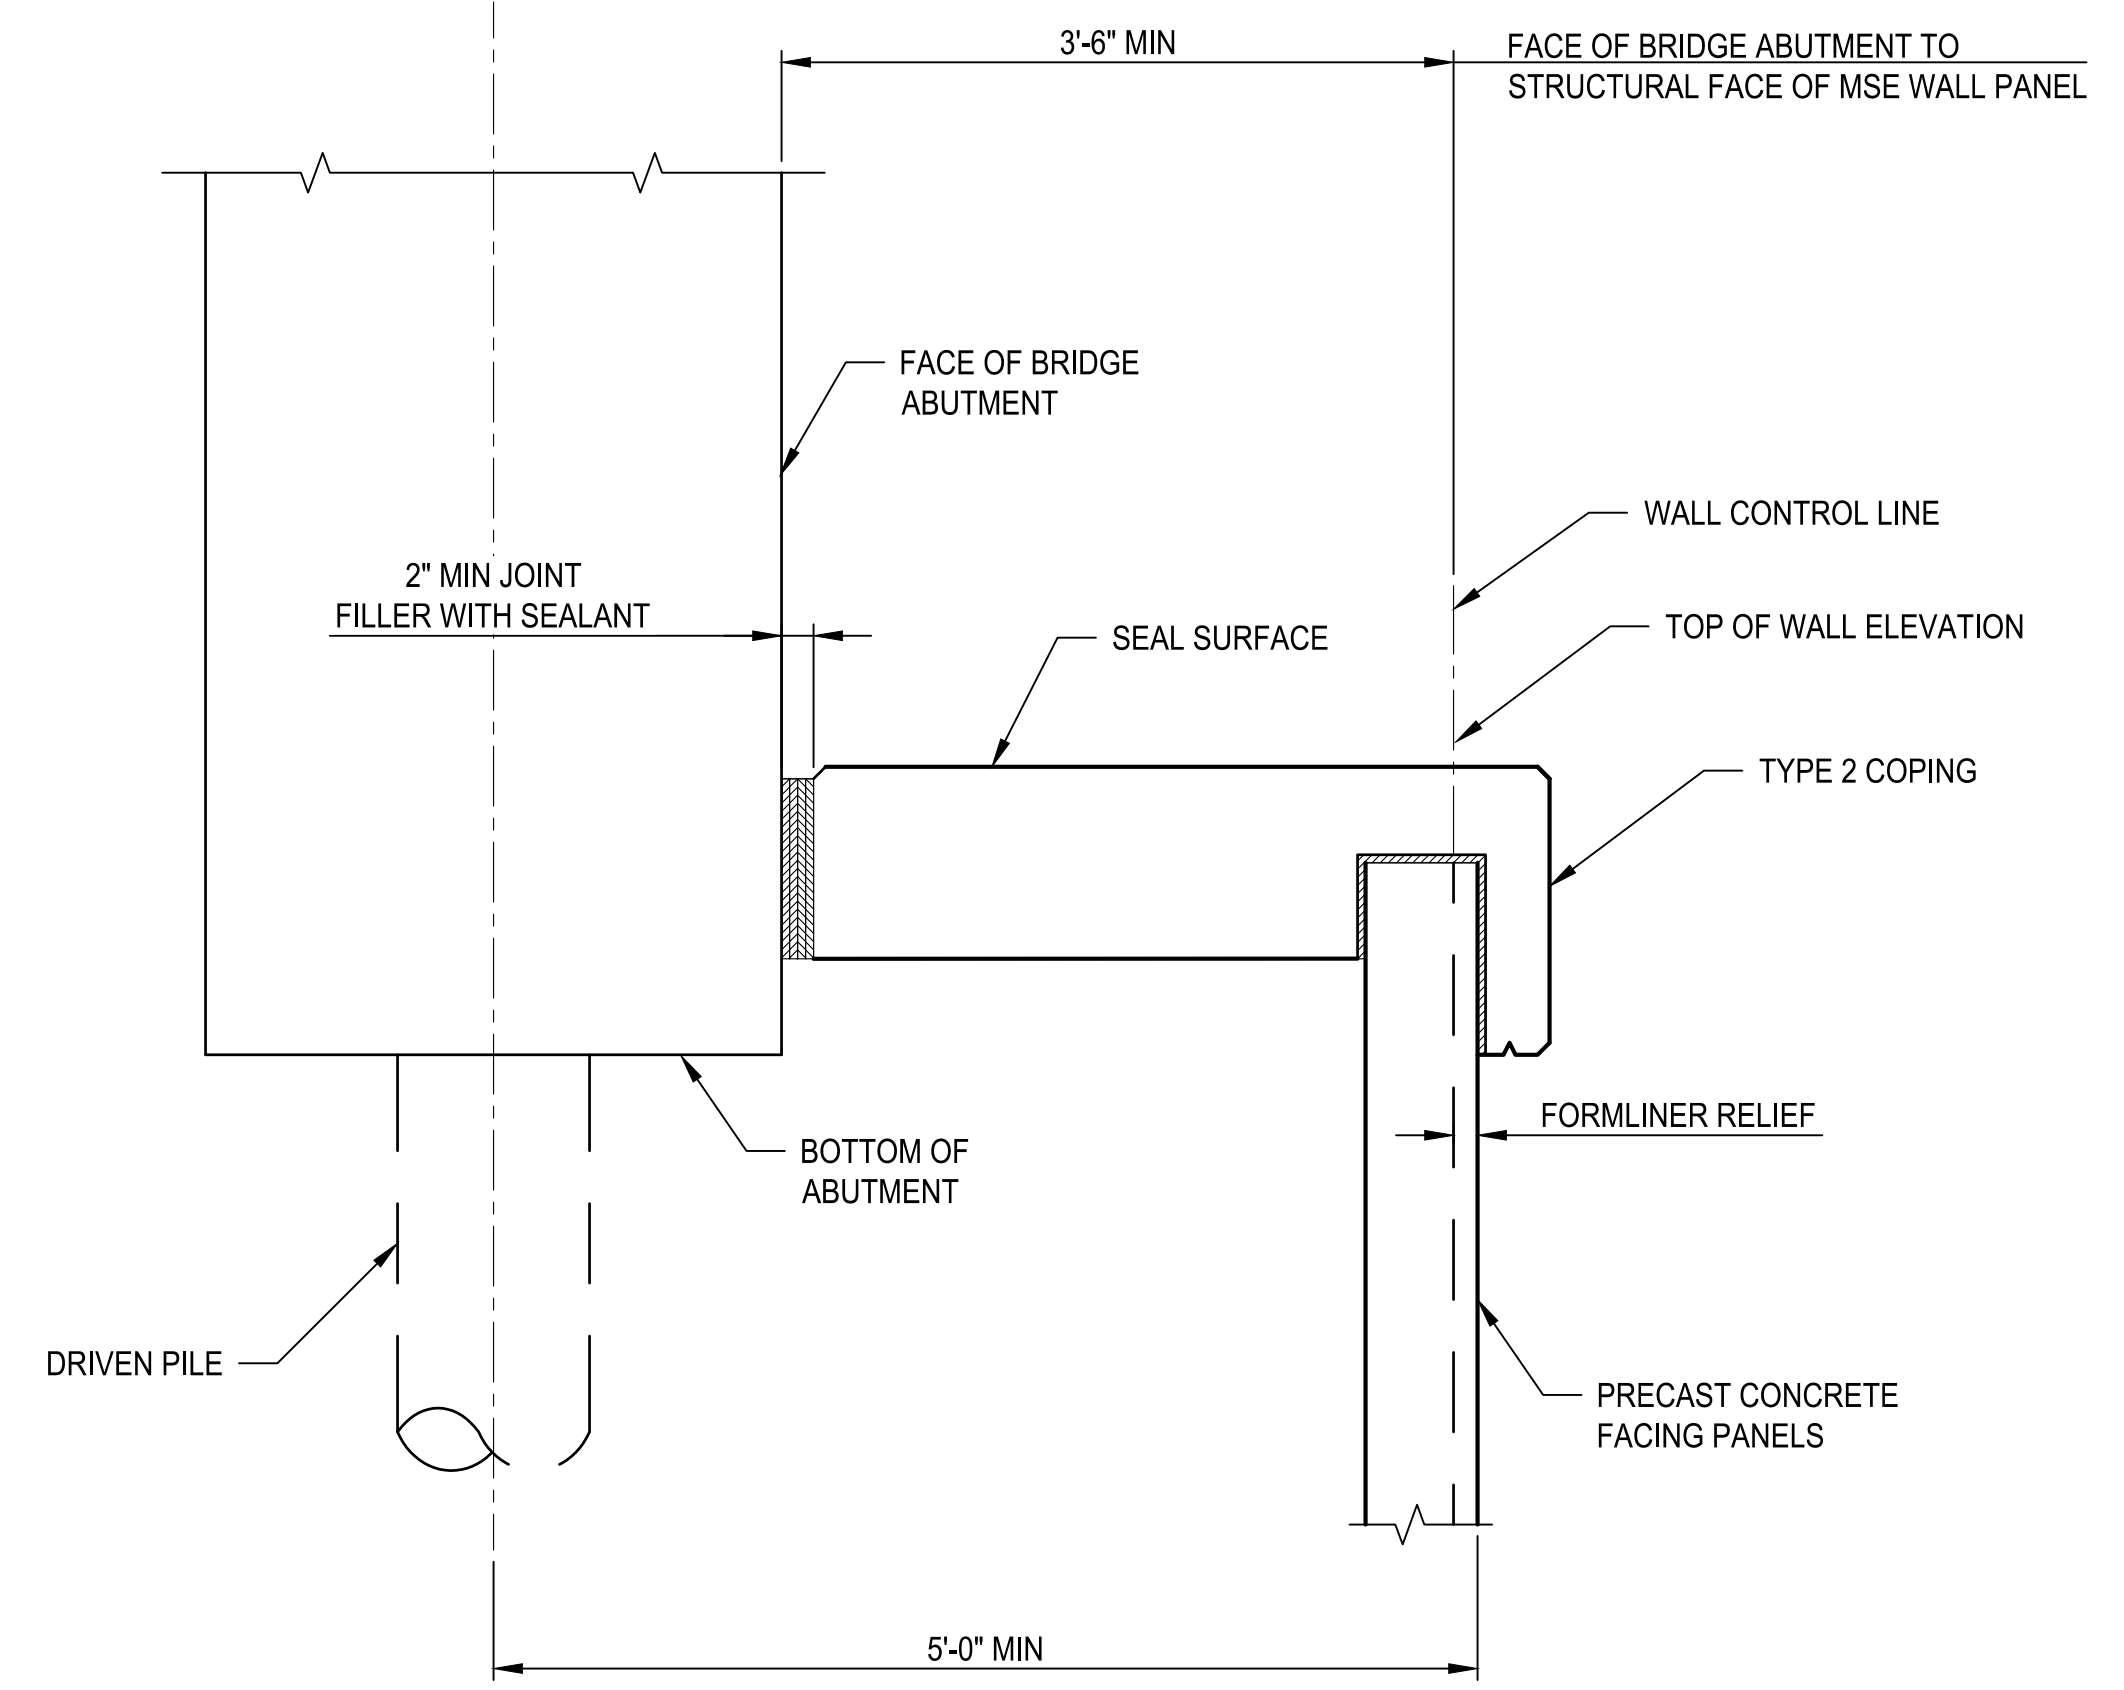 3'-6" MIN
FACE OF BRIDGE ABUTMENT TO
STRUCTURAL FACE OF MSE WALL PANEL
FACE OF BRIDGE
ABUTMENT
WALL CONTROL LINE
2" MIN JOINT
FILLER WITH SEALANT
SEAL SURFACE
TOP OF WALL ELEVATION
TYPE 2 COPING
FORMLINER RELIEF
BOTTOM OF
ABUTMENT
DRIVEN PILE
PRECAST CONCRETE
FACING PANELS
5'-0" MIN